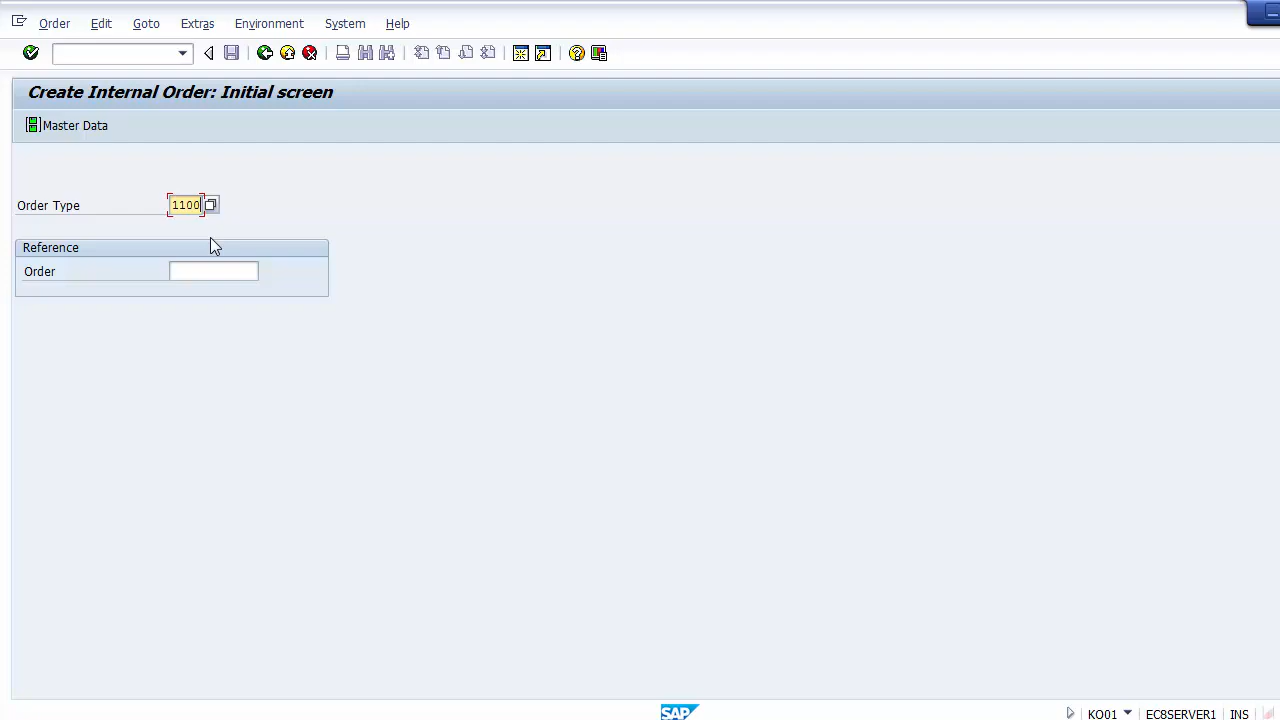 Order Edit Goto Extras Environment System Help
Create Internal Order: Initial screen
Master Data
Order Type 1100
Reference
Order
SAP KO01 EC8SERVER1 INS